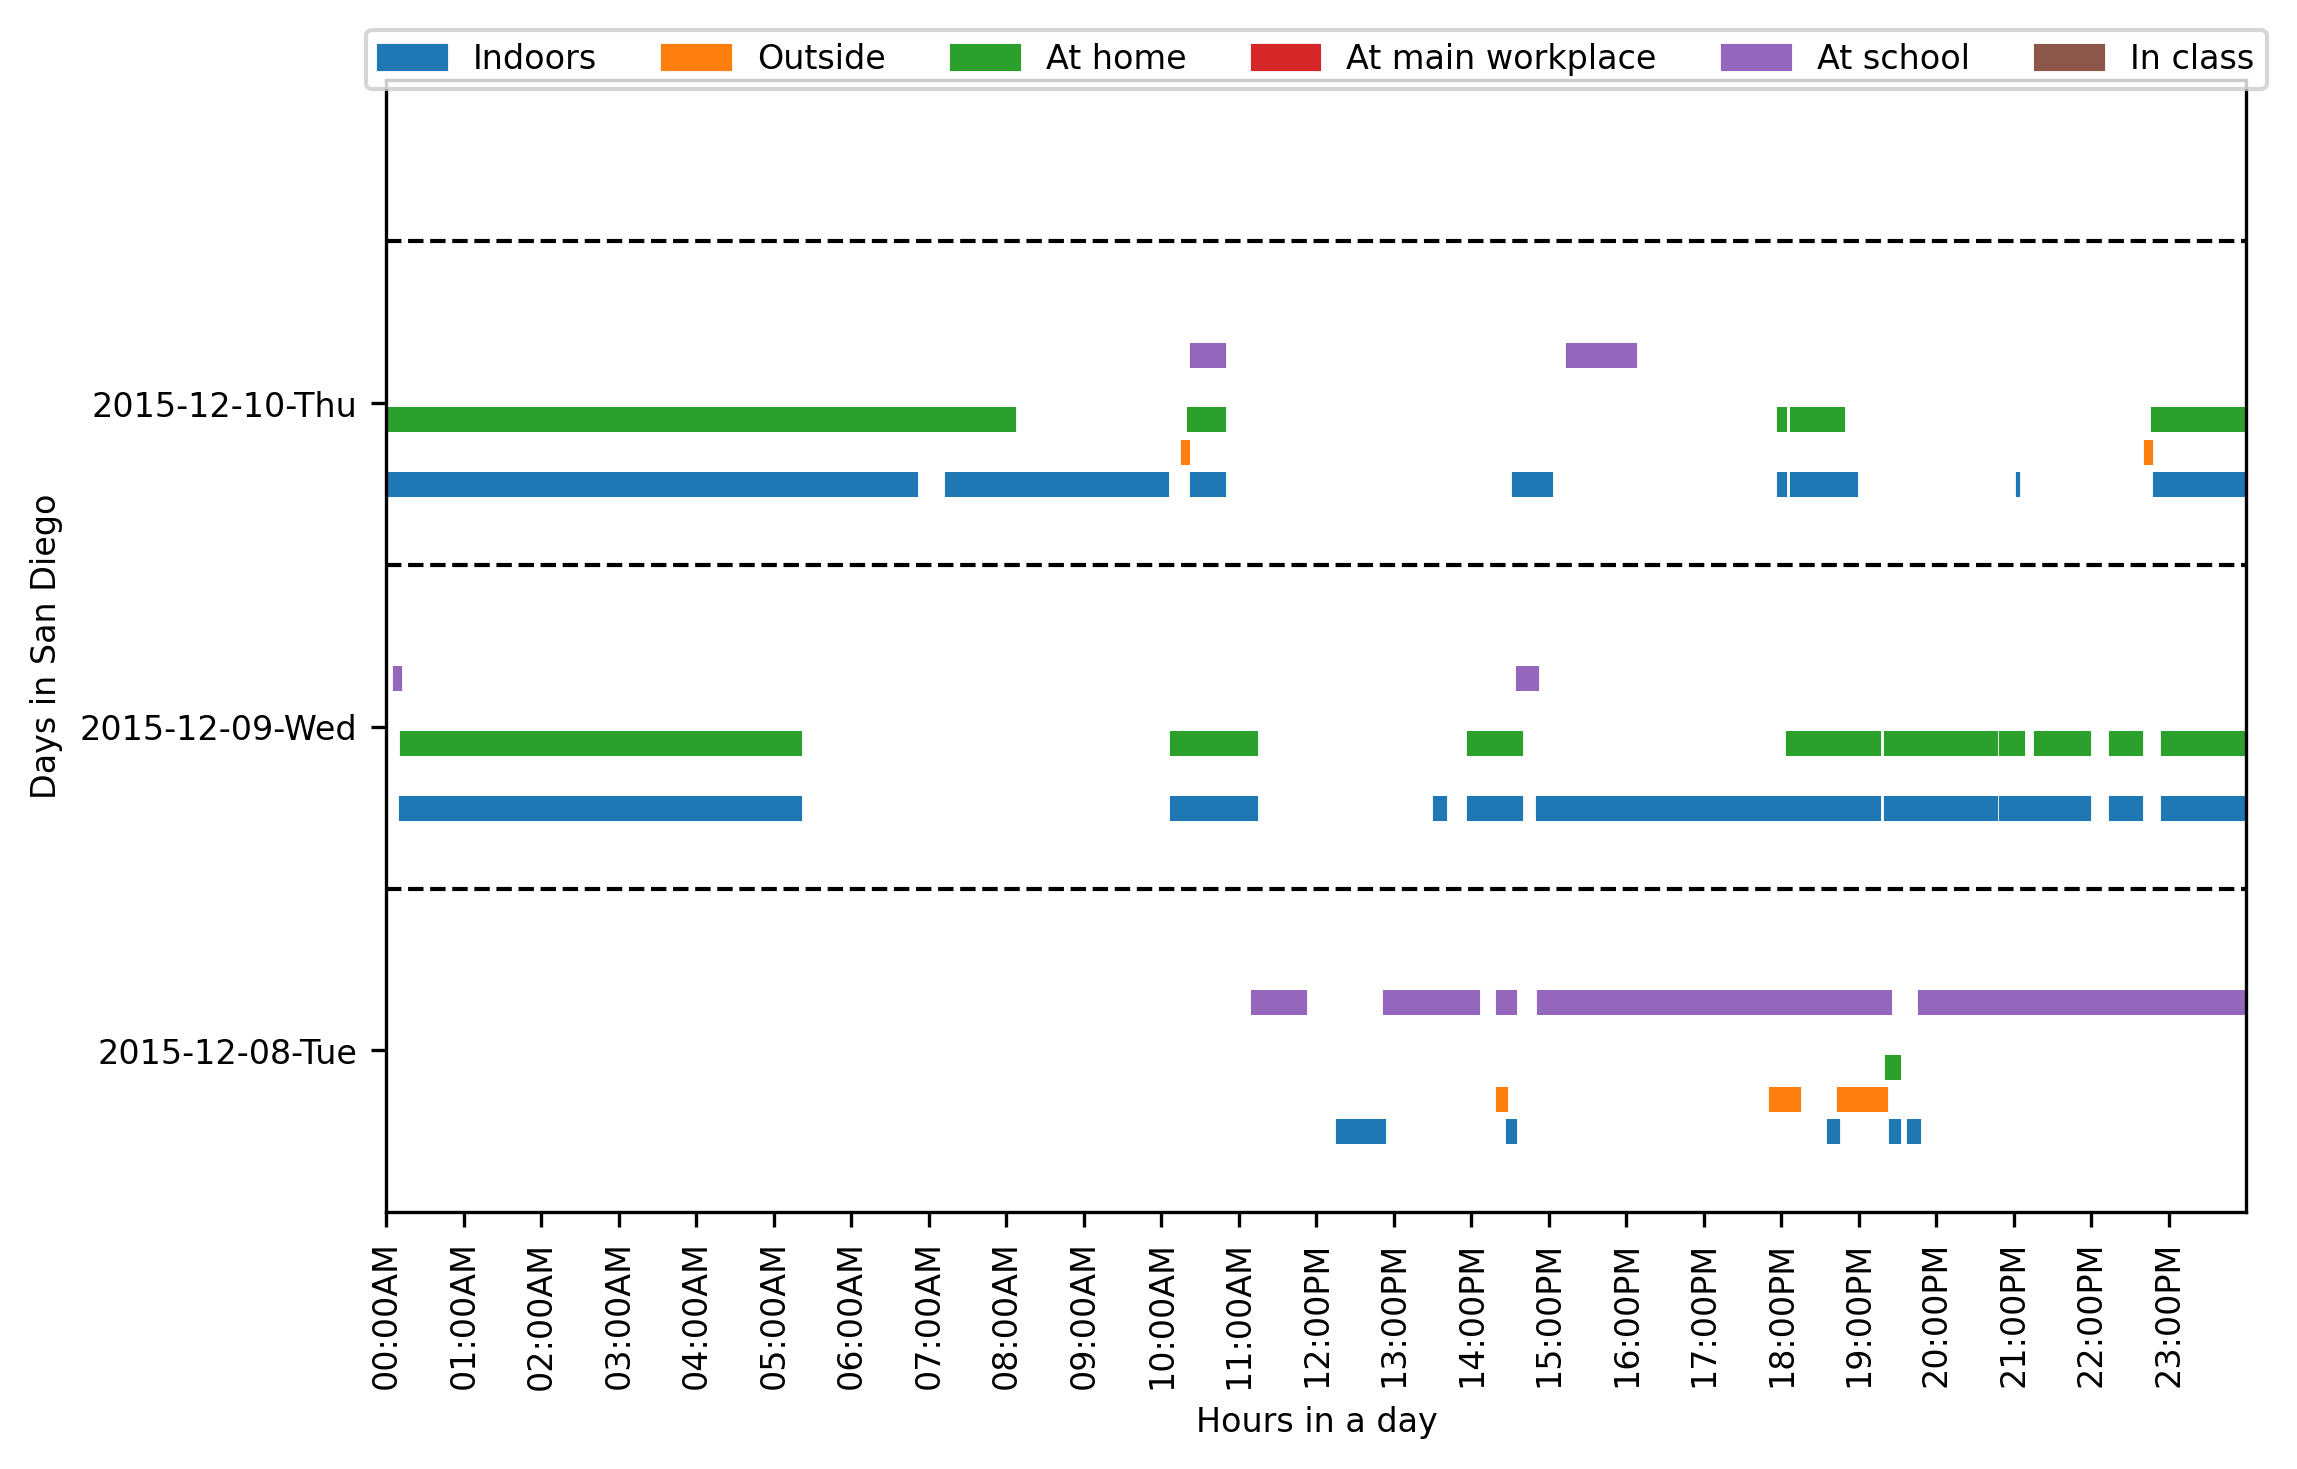 Indoors Outside At home At main workplace At school In class
Days in San Diego
2015-12-10-Thu
2015-12-09-Wed
2015-12-08-Tue
00:00AM
01:00AM
02:00AM
03:00AM
04:00AM
05:00AM
06:00AM
07:00AM
08:00AM
09:00AM
10:00AM
11:00AM
12:00PM
13:00PM
14:00PM
15:00PM
16:00PM
17:00PM
18:00PM
19:00PM
20:00PM
21:00PM
22:00PM
23:00PM
Hours in a day